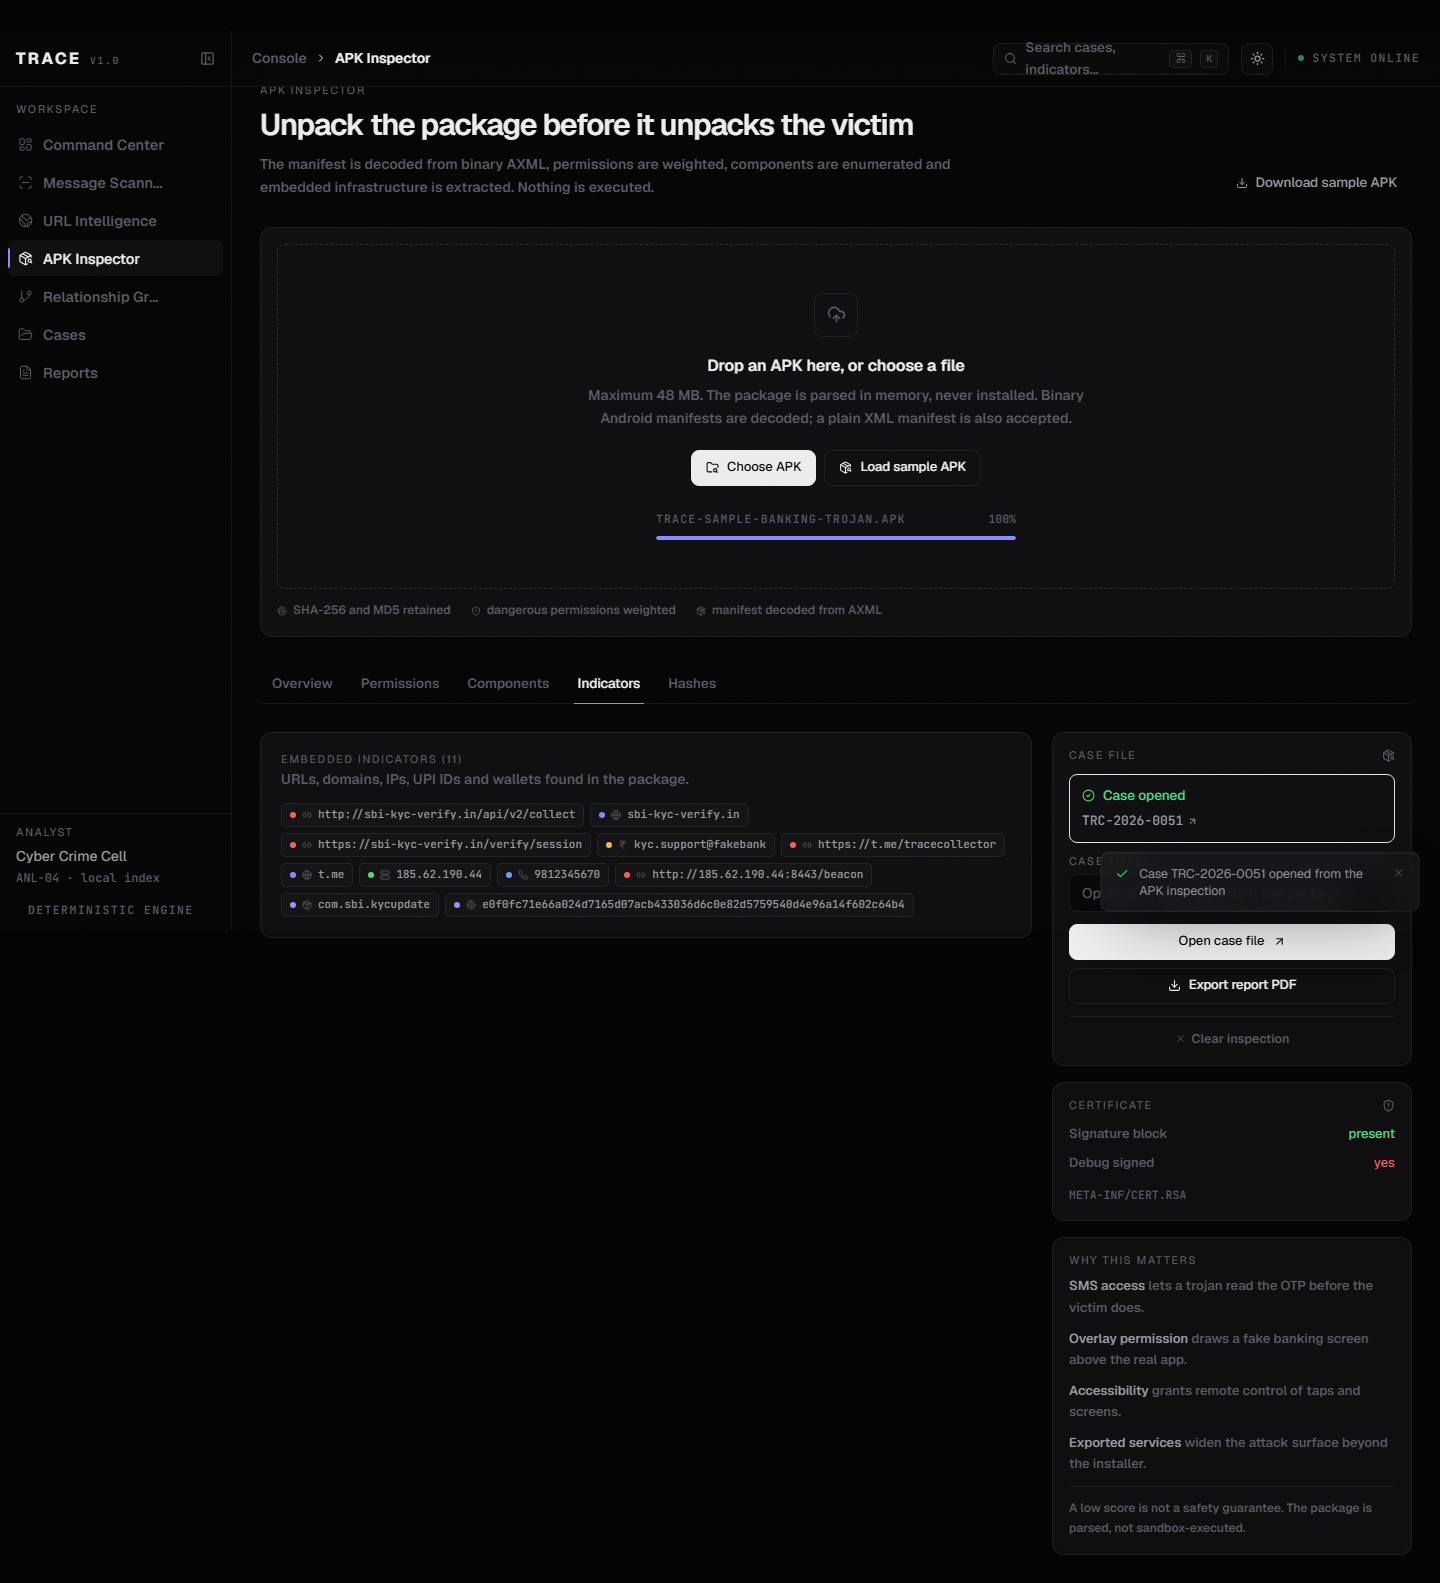 TRACE V1.0
Console > APK Inspector
Search cases, indicators...
⌘ K
SYSTEM ONLINE
WORKSPACE
Command Center
Message Scann...
URL Intelligence
APK Inspector
Relationship Gr...
Cases
Reports
ANALYST
Cyber Crime Cell
ANL-04 · local index
DETERMINISTIC ENGINE
APK INSPECTOR
Unpack the package before it unpacks the victim
The manifest is decoded from binary AXML, permissions are weighted, components are enumerated and
embedded infrastructure is extracted. Nothing is executed.
Download sample APK
Drop an APK here, or choose a file
Maximum 48 MB. The package is parsed in memory, never installed. Binary
Android manifests are decoded; a plain XML manifest is also accepted.
Choose APK
Load sample APK
TRACE-SAMPLE-BANKING-TROJAN.APK 100%
SHA-256 and MD5 retained
dangerous permissions weighted
manifest decoded from AXML
Overview
Permissions
Components
Indicators
Hashes
EMBEDDED INDICATORS (11)
URLs, domains, IPs, UPI IDs and wallets found in the package.
http://sbi-kyc-verify.in/api/v2/collect
sbi-kyc-verify.in
https://sbi-kyc-verify.in/verify/session
kyc.support@fakebank
https://t.me/tracecollector
t.me
185.62.190.44
9812345670
http://185.62.190.44:8443/beacon
com.sbi.kycupdate
e0f0fc71e66a024d7165d07acb433036d6c0e82d5759540d4e96a14f602c64b4
CASE FILE
Case opened
TRC-2026-0051
CASE
Case TRC-2026-0051 opened from the
APK inspection
Open case file
Export report PDF
Clear inspection
CERTIFICATE
Signature block present
Debug signed yes
META-INF/CERT.RSA
WHY THIS MATTERS
SMS access lets a trojan read the OTP before the
victim does.
Overlay permission draws a fake banking screen
above the real app.
Accessibility grants remote control of taps and
screens.
Exported services widen the attack surface beyond
the installer.
A low score is not a safety guarantee. The package is
parsed, not sandbox-executed.